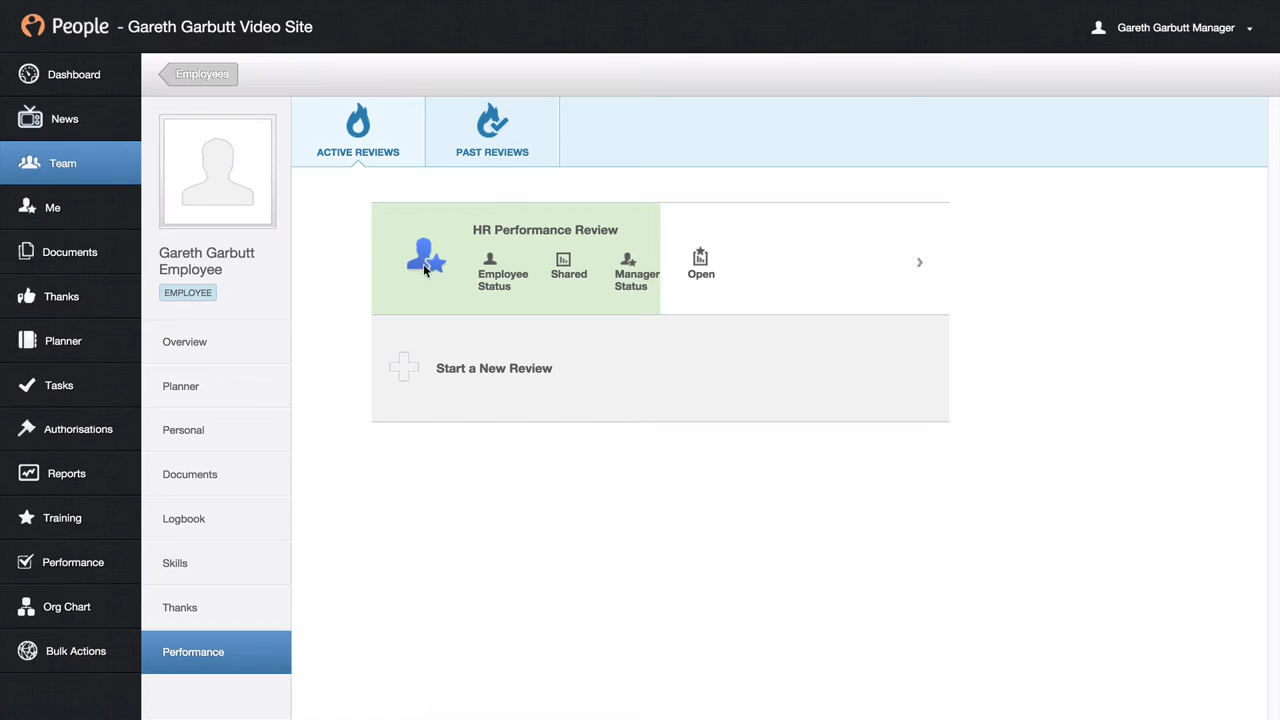 People - Gareth Garbutt Video Site
Gareth Garbutt Manager
Dashboard
News
Team
Me
Documents
Thanks
Planner
Tasks
Authorisations
Reports
Training
Performance
Org Chart
Bulk Actions
Employees
Gareth Garbutt
Employee
EMPLOYEE
Overview
Planner
Personal
Documents
Logbook
Skills
Thanks
Performance
ACTIVE REVIEWS
PAST REVIEWS
HR Performance Review
Employee
Status
Shared
Manager
Status
Open
Start a New Review